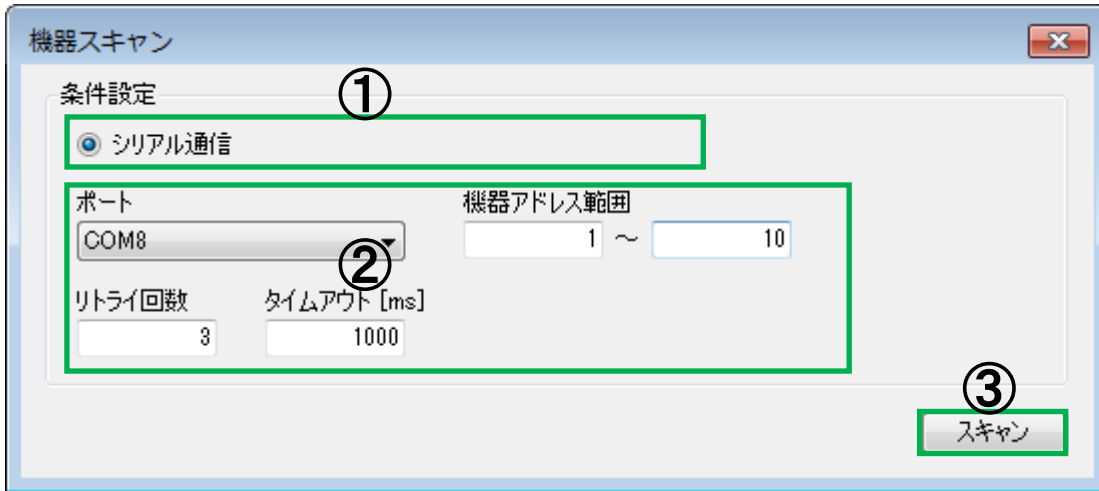 機器スキャン
条件設定
①
シリアル通信
ポート
機器アドレス範囲
COM8
1 ～ 10
②
リトライ回数
タイムアウト [ms]
3
1000
③
スキャン